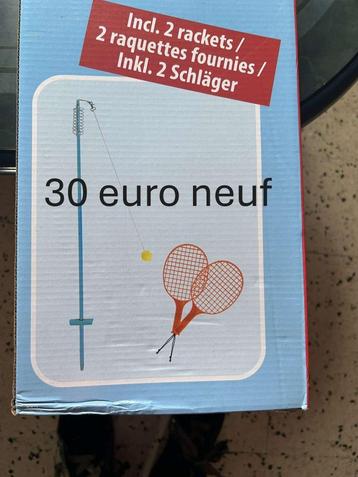 Incl. 2 rackets /
2 raquettes fournies /
Inkl. 2 Schläger
30 euro neuf